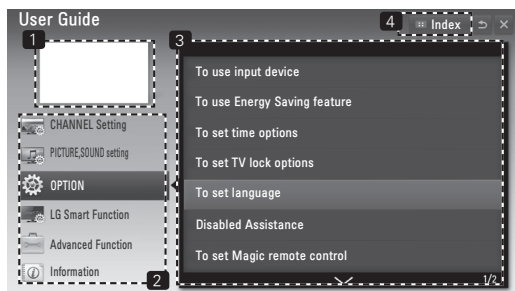 User Guide
4
Index
1
3
To use input device
To use Energy Saving feature
CHANNEL Setting
To set time options
PICTURE,SOUND setting
To set TV lock options
OPTION
To set language
LG Smart Function
Disabled Assistance
Advanced Function
To set Magic remote control
Information
2
1/2